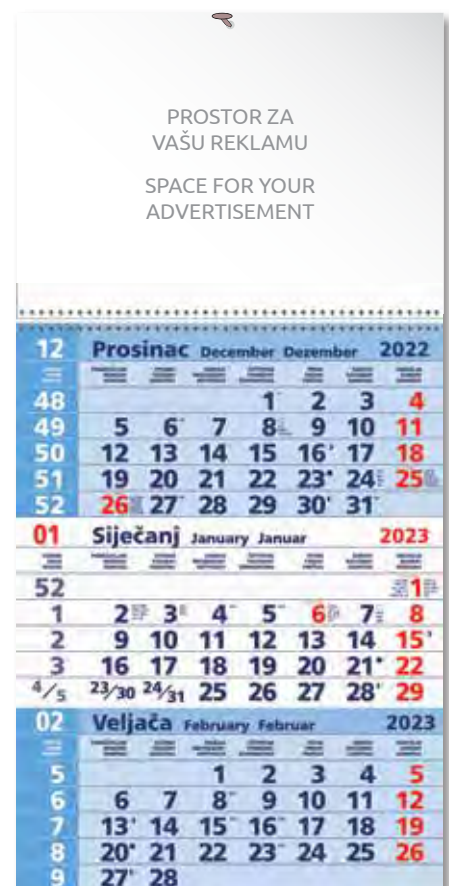 PROSTOR ZA
VAŠU REKLAMU
SPACE FOR YOUR
ADVERTISEMENT
12 Prosinac December Dezember 2022
48 1 2 3 4
49 5 6 7 8 9 10 11
50 12 13 14 15 16 17 18
51 19 20 21 22 23 24 25
52 26 27 28 29 30 31
01 Siječanj January Januar 2023
52 1
1 2 3 4 5 6 7 8
2 9 10 11 12 13 14 15
3 16 17 18 19 20 21 22
4/5 23/30 24/31 25 26 27 28 29
02 Veljača February Februar 2023
5 1 2 3 4 5
6 6 7 8 9 10 11 12
7 13 14 15 16 17 18 19
8 20 21 22 23 24 25 26
9 27 28